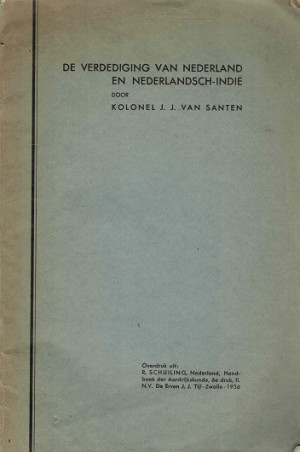 DE VERDEDIGING VAN NEDERLAND
EN NEDERLANDSCH-INDIE
DOOR
KOLONEL J. J. VAN SANTEN
Overdruk uit:
R. SCHUILING, Nederland, Hand-
boek der Aardrijkskunde, 6e druk, II.
N.V. De Erven J. J. Tijl-Zwolle-1936